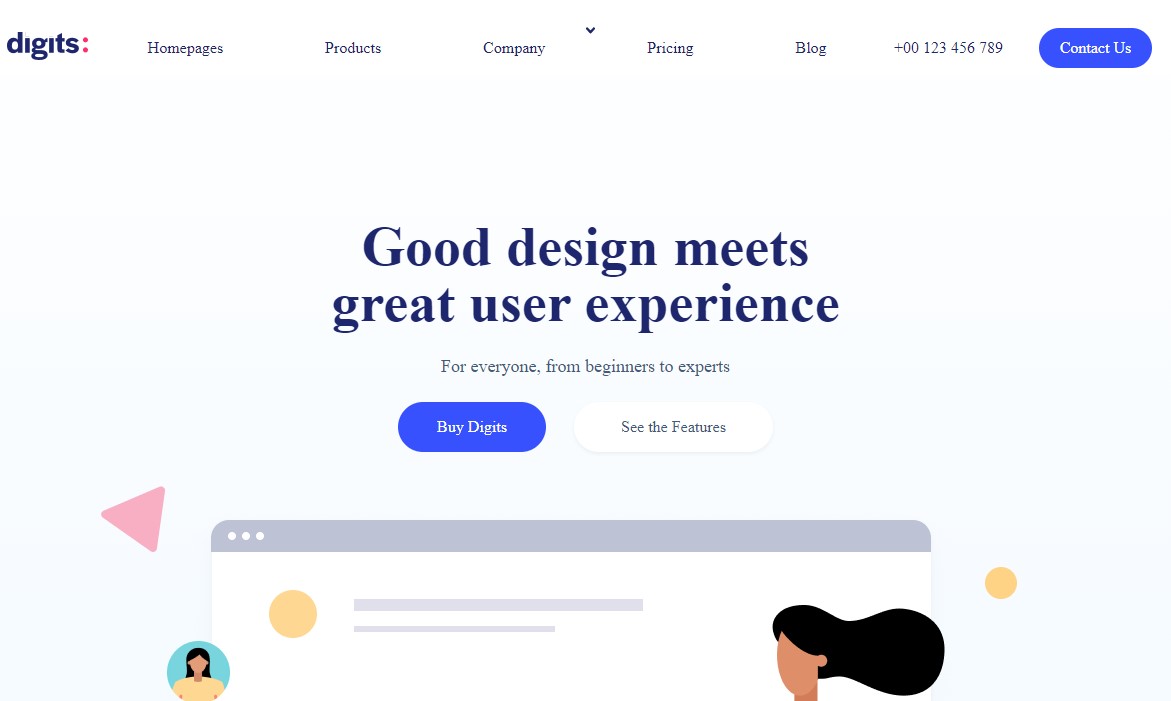 digits:
Homepages
Products
Company
Pricing
Blog
+00 123 456 789
Contact Us
Good design meets
great user experience
For everyone, from beginners to experts
Buy Digits
See the Features